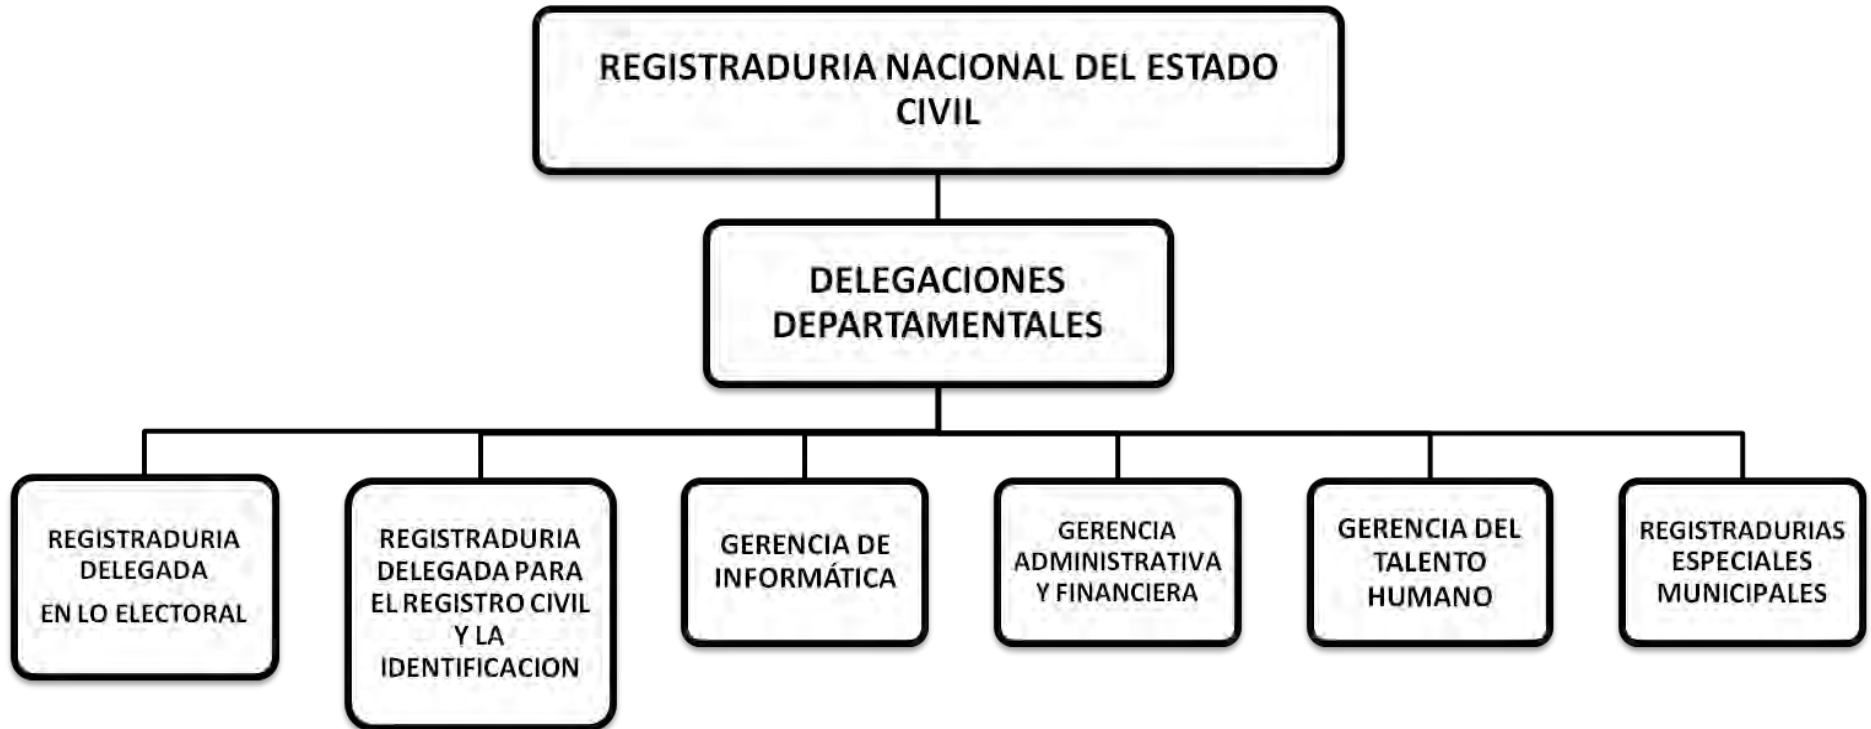 REGISTRADURIA NACIONAL DEL ESTADO
CIVIL
DELEGACIONES
DEPARTAMENTALES
REGISTRADURIA
DELEGADA
EN LO ELECTORAL
REGISTRADURIA
DELEGADA PARA
EL REGISTRO CIVIL
Y LA
IDENTIFICACION
GERENCIA DE
INFORMÁTICA
GERENCIA
ADMINISTRATIVA
Y FINANCIERA
GERENCIA DEL
TALENTO
HUMANO
REGISTRADURIAS
ESPECIALES
MUNICIPALES